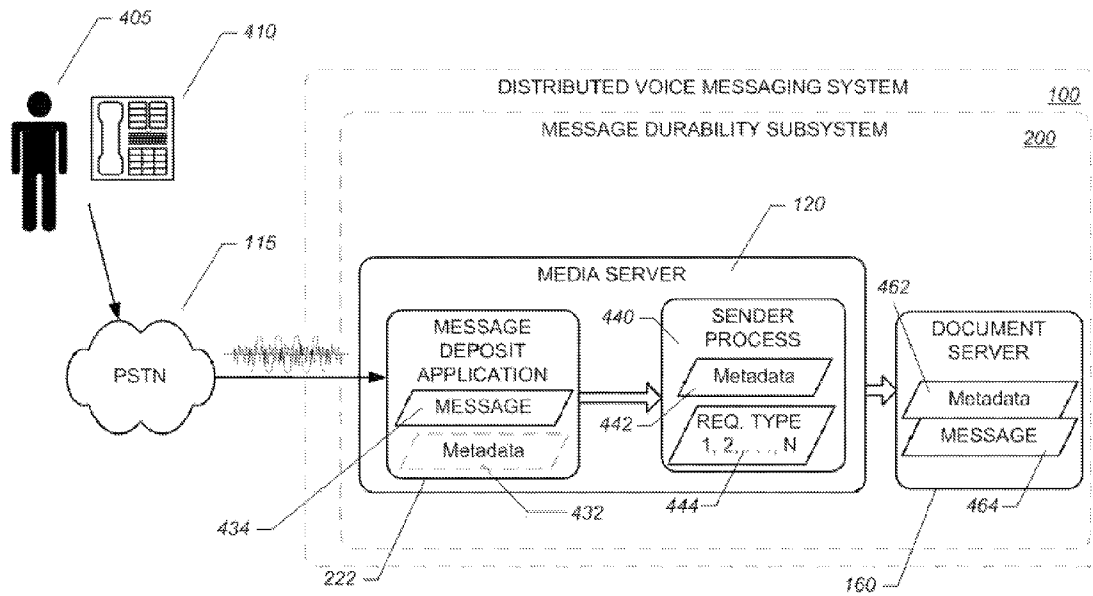 405
410
DISTRIBUTED VOICE MESSAGING SYSTEM
100
MESSAGE DURABILITY SUBSYSTEM
200
115
120
MEDIA SERVER
462
PSTN
MESSAGE
DEPOSIT
APPLICATION
MESSAGE
Metadata
440
SENDER
PROCESS
Metadata
442
REQ. TYPE
1, 2, . . . , N
DOCUMENT
SERVER
Metadata
MESSAGE
434
432
444
464
222
160